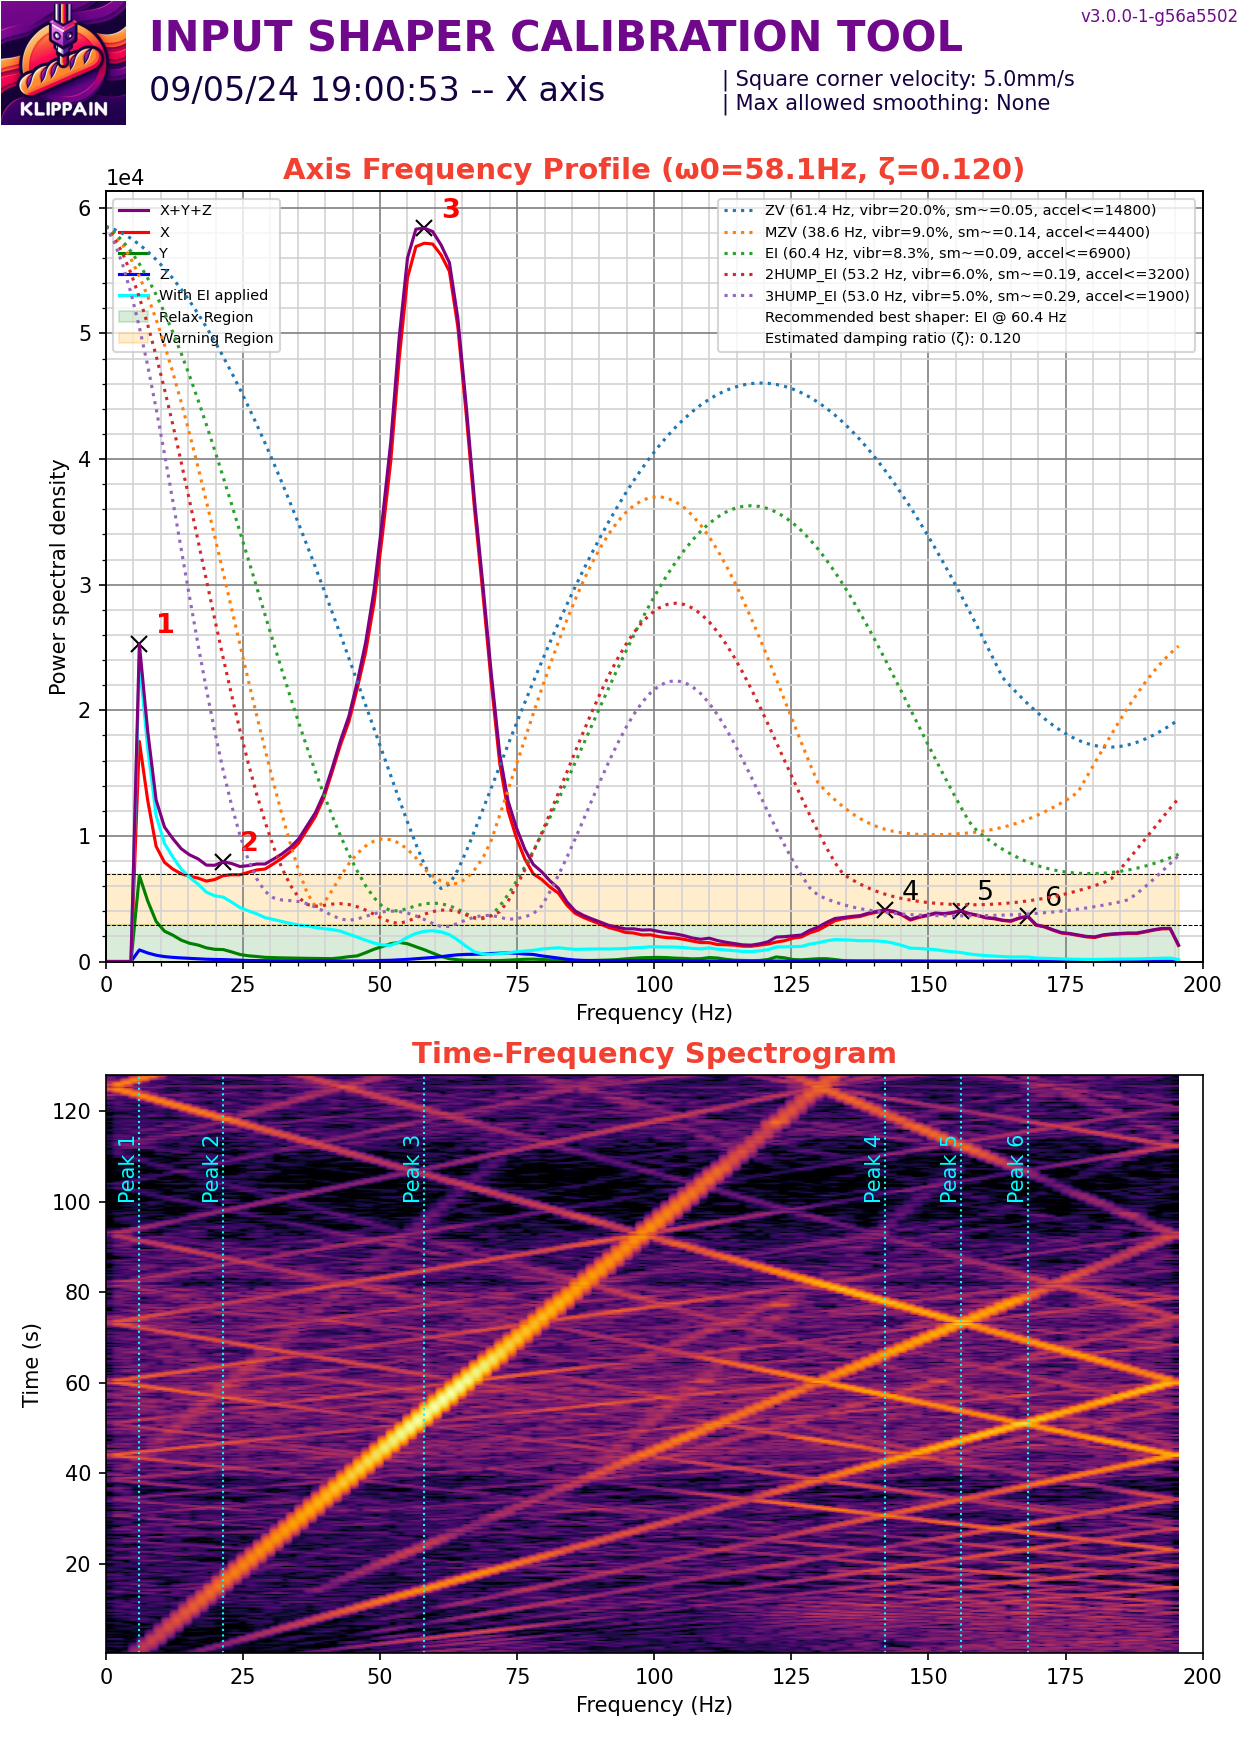 v3.0.0-1-g56a5502
INPUT SHAPER CALIBRATION TOOL
09/05/24 19:00:53 -- X axis
| Square corner velocity: 5.0mm/s
| Max allowed smoothing: None
KLIPPAIN
Axis Frequency Profile (ω0=58.1Hz, ζ=0.120)
1e4
X+Y+Z
X
Y
Z
With EI applied
Relax Region
Warning Region
ZV (61.4 Hz, vibr=20.0%, sm~=0.05, accel<=14800)
MZV (38.6 Hz, vibr=9.0%, sm~=0.14, accel<=4400)
EI (60.4 Hz, vibr=8.3%, sm~=0.09, accel<=6900)
2HUMP_EI (53.2 Hz, vibr=6.0%, sm~=0.19, accel<=3200)
3HUMP_EI (53.0 Hz, vibr=5.0%, sm~=0.29, accel<=1900)
Recommended best shaper: EI @ 60.4 Hz
Estimated damping ratio (ζ): 0.120
Power spectral density
6
5
4
3
2
1
0
1
2
3
4
5
6
0 25 50 75 100 125 150 175 200
Frequency (Hz)
Time-Frequency Spectrogram
Time (s)
120
100
80
60
40
20
Peak 1
Peak 2
Peak 3
Peak 4
Peak 5
Peak 6
0 25 50 75 100 125 150 175 200
Frequency (Hz)